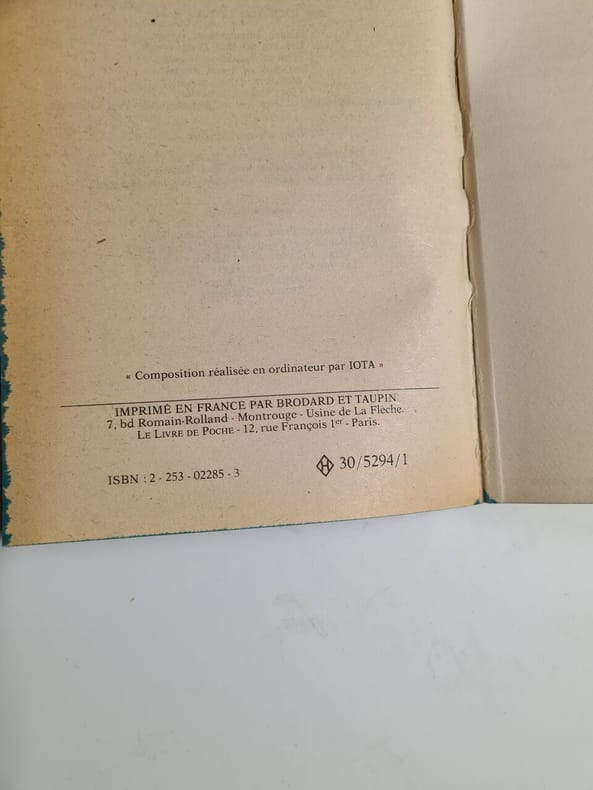 « Composition réalisée en ordinateur par IOTA »
IMPRIMÉ EN FRANCE PAR BRODARD ET TAUPIN
7, bd Romain-Rolland - Montrouge - Usine de La Flèche.
LE LIVRE DE POCHE - 12, rue François 1er - Paris.
ISBN : 2 - 253 - 02285 - 3
30/5294/1